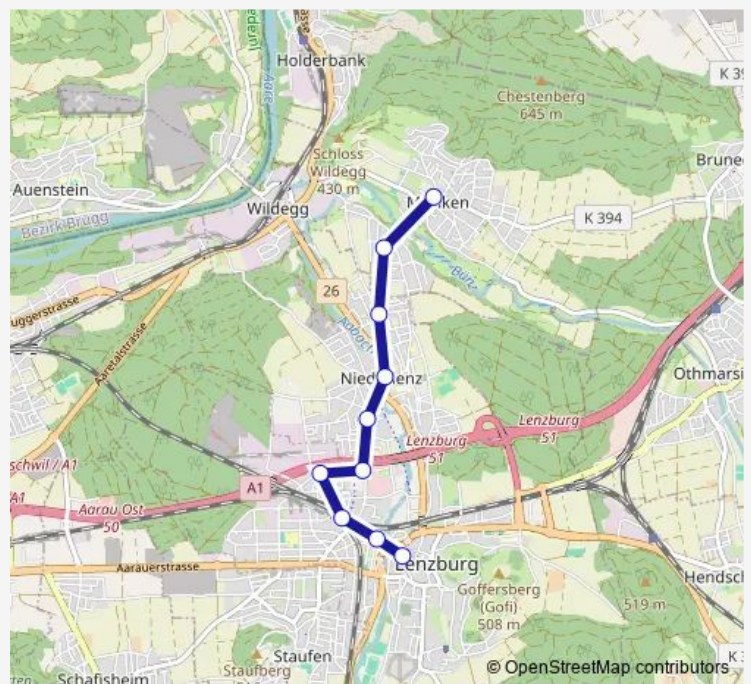 Holderbank
Aare
K 39
Chestenberg
645 m
Schloss
Wildegg
430 m
Brune
Auenstein
Wildegg
K 394
Bezirk Brugg
Bünz
26
uggerstrasse
Aabach
Aaretalstrasse
Othmarsi
Lenzburg
51
Lenzburg
51
schwil / A1
A1
/A1
Aarau Ost
50
Aarauerstrasse
Lenzburg
Goffersberg
(Gofi)
508 m
Hendsch
519 m
Staufen
Staufberg
Schafisheim
K 3
© OpenStreetMap contributors